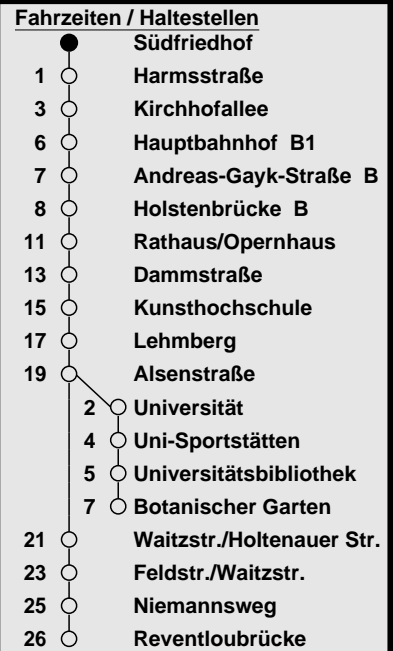 Fahrzeiten / Haltestellen
Südfriedhof
1 Harmsstraße
3 Kirchhofallee
6 Hauptbahnhof B1
7 Andreas-Gayk-Straße B
8 Holstenbrücke B
11 Rathaus/Opernhaus
13 Dammstraße
15 Kunsthochschule
17 Lehmberg
19 Alsenstraße
2 Universität
4 Uni-Sportstätten
5 Universitätsbibliothek
7 Botanischer Garten
21 Waitzstr./Holtenauer Str.
23 Feldstr./Waitzstr.
25 Niemannsweg
26 Reventloubrücke